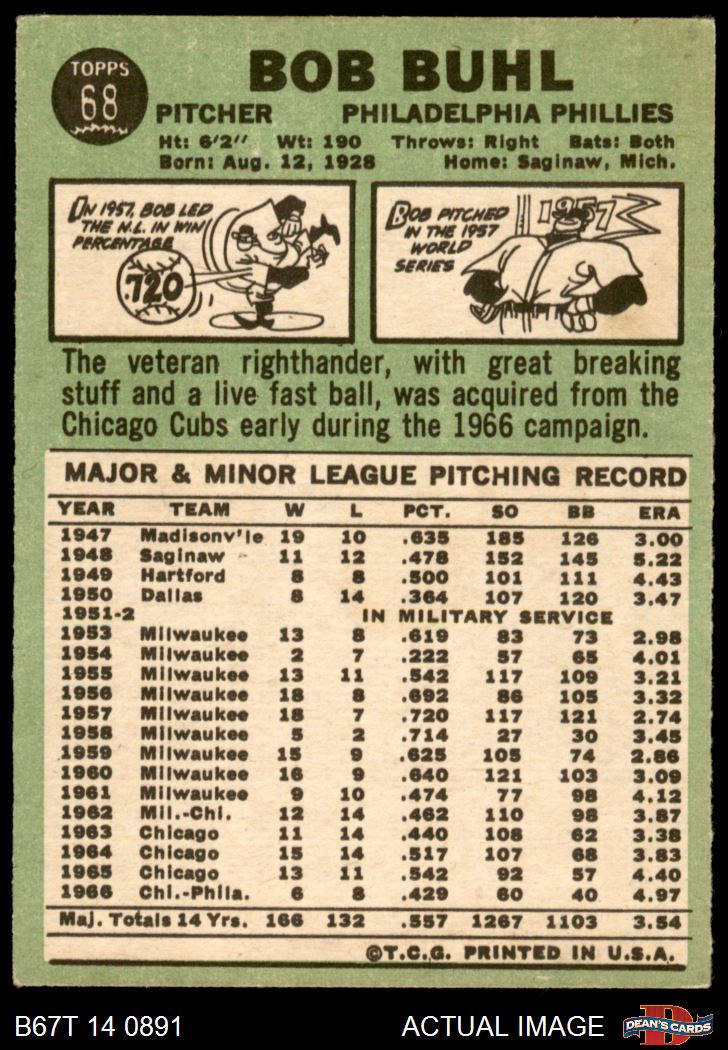 TOPPS
68
BOB BUHL
PITCHER PHILADELPHIA PHILLIES
Ht: 6'2" Wt: 190 Throws: Right Bats: Both
Born: Aug. 12, 1928 Home: Saginaw, Mich.
IN 1957, BOB LED
THE N.L. IN WIN
PERCENTAGE
.720
BOB PITCHED
IN THE 1957
WORLD
SERIES
1957
The veteran righthander, with great breaking
stuff and a live fast ball, was acquired from the
Chicago Cubs early during the 1966 campaign.
MAJOR & MINOR LEAGUE PITCHING RECORD
YEAR TEAM W L PCT. SO BB ERA
1947 Madisonv'le 19 10 .635 185 126 3.00
1948 Saginaw 11 12 .478 152 145 5.22
1949 Hartford 8 8 .500 101 111 4.43
1950 Dallas 8 14 .364 107 120 3.47
1951-2 IN MILITARY SERVICE
1953 Milwaukee 13 8 .619 83 73 2.98
1954 Milwaukee 2 7 .222 57 65 4.01
1955 Milwaukee 13 11 .542 117 109 3.21
1956 Milwaukee 18 8 .692 86 105 3.32
1957 Milwaukee 18 7 .720 117 121 2.74
1958 Milwaukee 5 2 .714 27 30 3.45
1959 Milwaukee 15 9 .625 105 74 2.86
1960 Milwaukee 16 9 .640 121 103 3.09
1961 Milwaukee 9 10 .474 77 98 4.12
1962 Mil.-Chi. 12 14 .462 110 98 3.87
1963 Chicago 11 14 .440 108 62 3.38
1964 Chicago 15 14 .517 107 68 3.83
1965 Chicago 13 11 .542 92 57 4.40
1966 Chi.-Phila. 6 8 .429 60 40 4.97
Maj. Totals 14 Yrs. 166 132 .557 1267 1103 3.54
©T.C.G. PRINTED IN U.S.A.
B67T 14 0891 ACTUAL IMAGE
D
DEAN'S CARDS